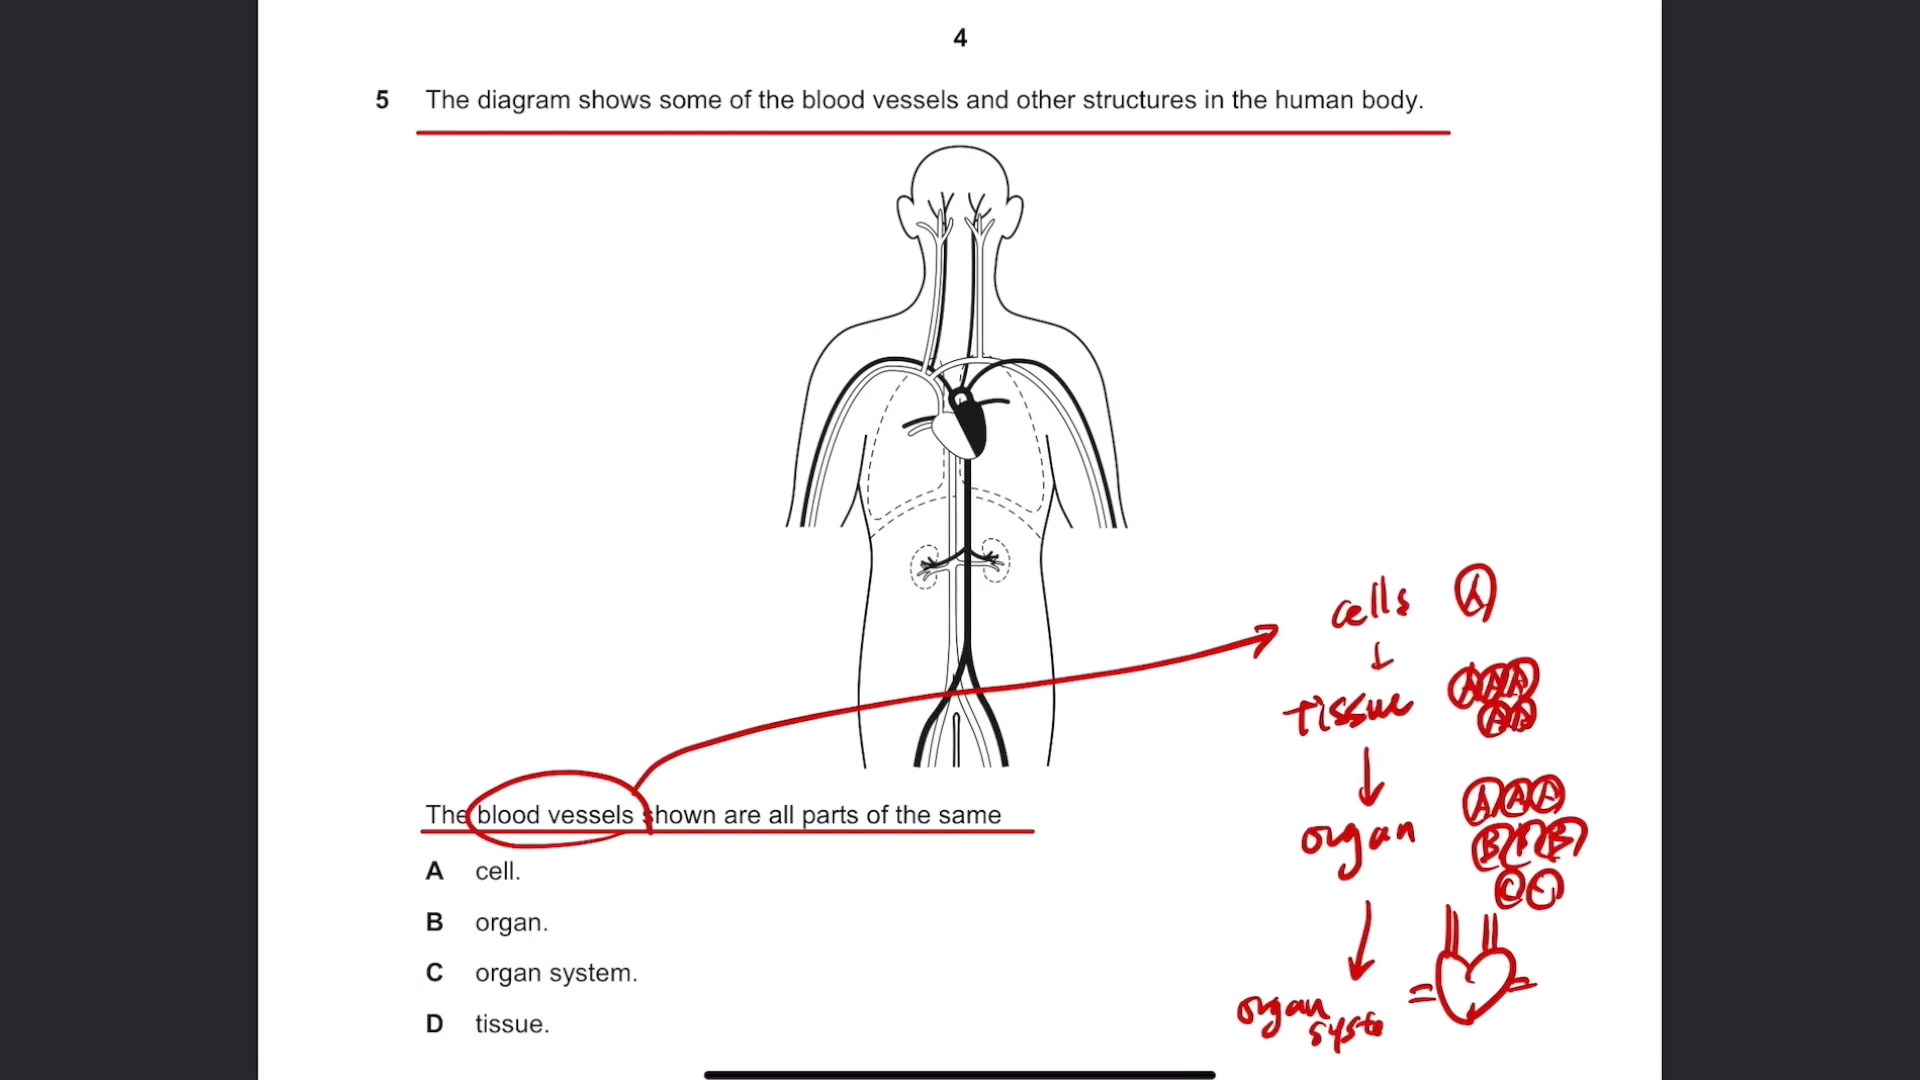 4
5 The diagram shows some of the blood vessels and other structures in the human body.
The blood vessels shown are all parts of the same
A cell.
B organ.
C organ system.
D tissue.
cells A
tissue A A A
A A
organ A A A
B B B
C C
organ
syste